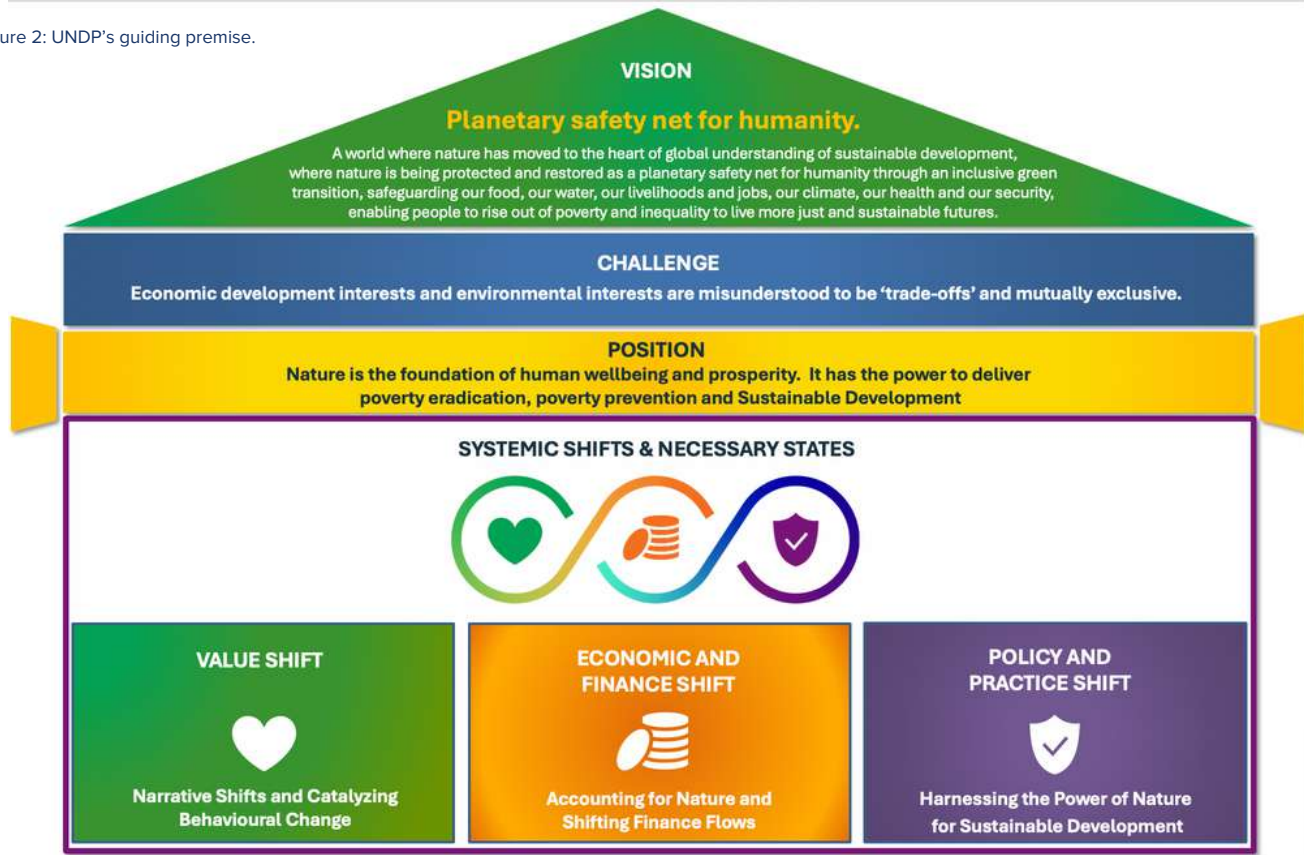 ure 2: UNDP's guiding premise.
VISION
Planetary safety net for humanity.
A world where nature has moved to the heart of global understanding of sustainable development,
where nature is being protected and restored as a planetary safety net for humanity through an inclusive green
transition, safeguarding our food, our water, our livelihoods and jobs, our climate, our health and our security,
enabling people to rise out of poverty and inequality to live more just and sustainable futures.
CHALLENGE
Economic development interests and environmental interests are misunderstood to be ‘trade-offs’ and mutually exclusive.
POSITION
Nature is the foundation of human wellbeing and prosperity. It has the power to deliver
poverty eradication, poverty prevention and Sustainable Development
SYSTEMIC SHIFTS & NECESSARY STATES
VALUE SHIFT
Narrative Shifts and Catalyzing
Behavioural Change
ECONOMIC AND
FINANCE SHIFT
Accounting for Nature and
Shifting Finance Flows
POLICY AND
PRACTICE SHIFT
Harnessing the Power of Nature
for Sustainable Development